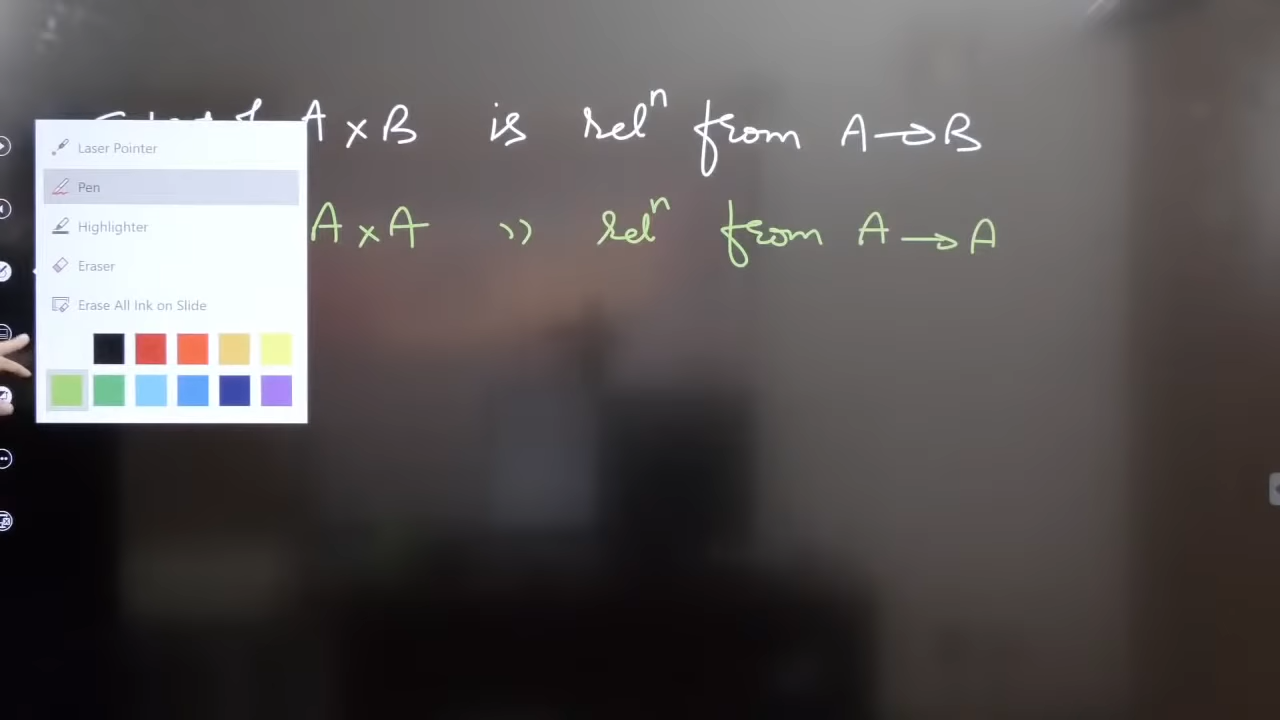 A × B is relⁿ from A → B
Laser Pointer
Pen
A × A '' relⁿ from A → A
Highlighter
Eraser
Erase All Ink on Slide